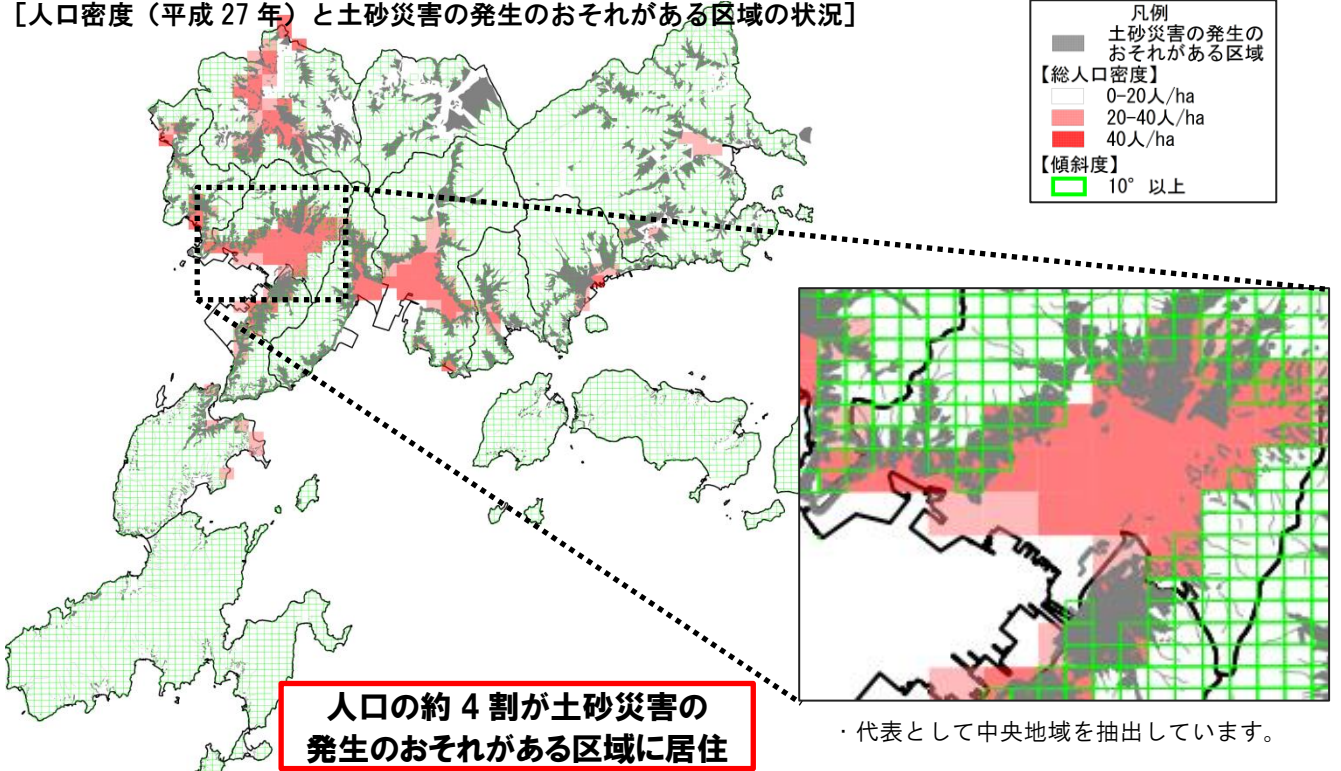 ［人口密度（平成 27 年）と土砂災害の発生のおそれがある区域の状況］
凡例
土砂災害の発生の
おそれがある区域
【総人口密度】
0-20人/ha
20-40人/ha
40人/ha
【傾斜度】
10° 以上
人口の約 4 割が土砂災害の
発生のおそれがある区域に居住
・代表として中央地域を抽出しています。